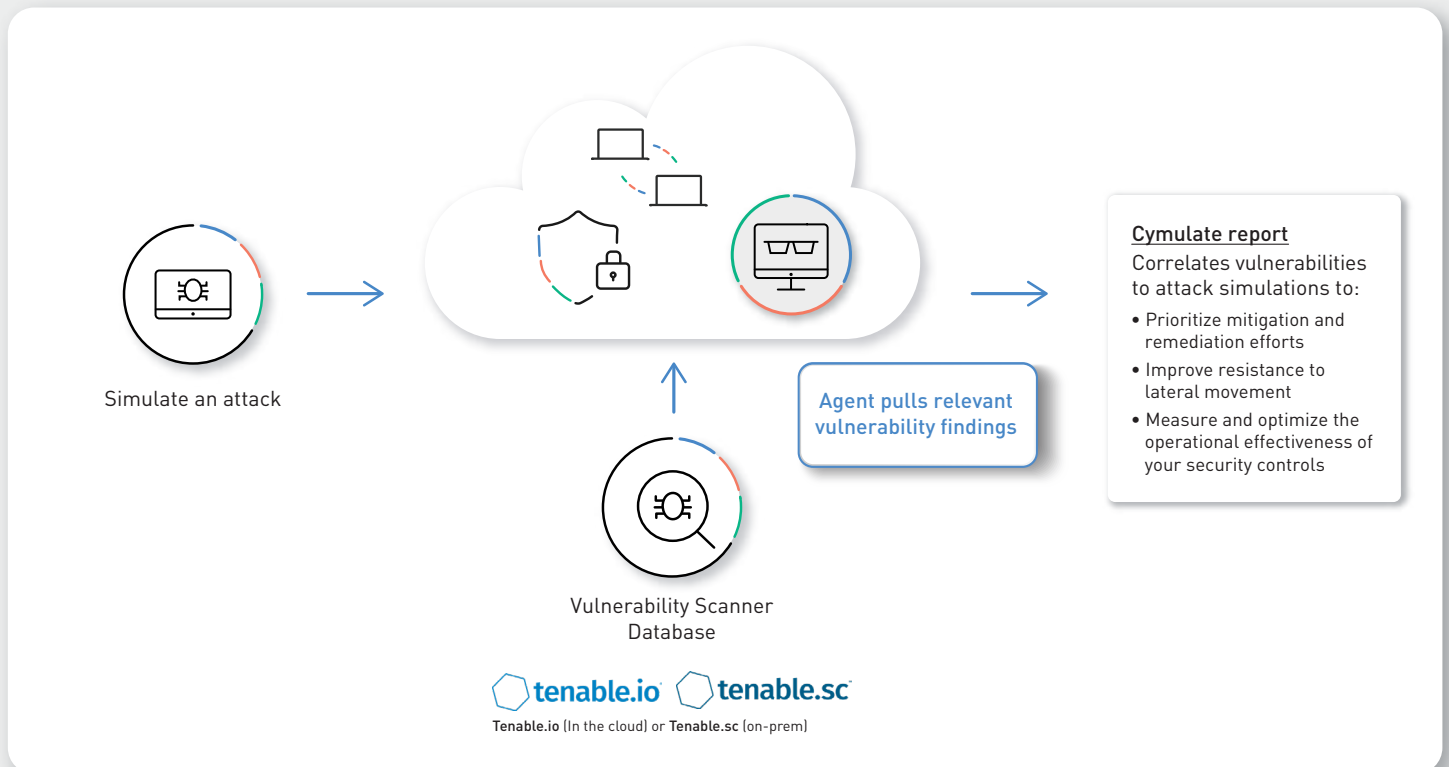 Simulate an attack
Agent pulls relevant
vulnerability findings
Vulnerability Scanner
Database
tenable.io
tenable.sc™
Tenable.io (In the cloud) or Tenable.sc (on-prem)
Cymulate report
Correlates vulnerabilities
to attack simulations to:
• Prioritize mitigation and
remediation efforts
• Improve resistance to
lateral movement
• Measure and optimize the
operational effectiveness of
your security controls